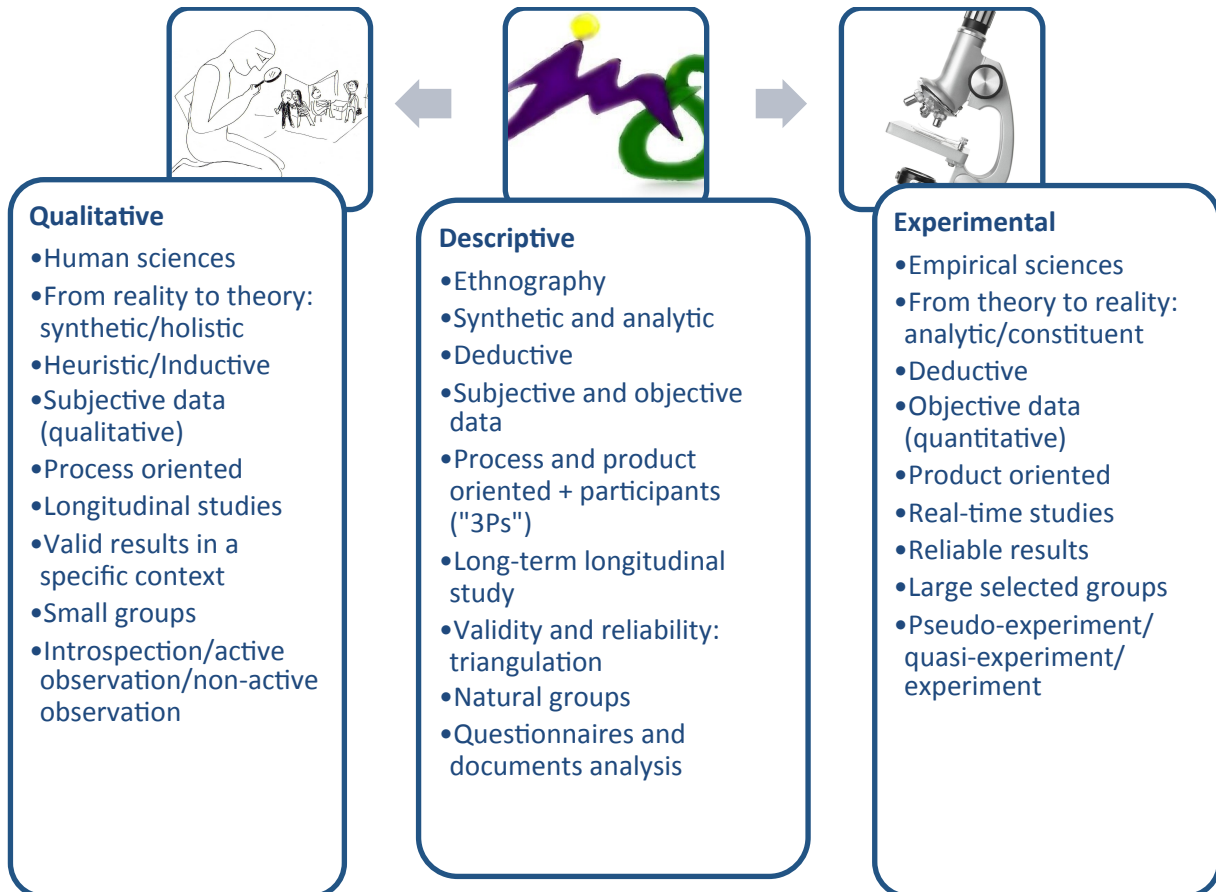 Qualitative
•Human sciences
•From reality to theory:
synthetic/holistic
•Heuristic/Inductive
•Subjective data
(qualitative)
•Process oriented
•Longitudinal studies
•Valid results in a
specific context
•Small groups
•Introspection/active
observation/non-active
observation
Descriptive
•Ethnography
•Synthetic and analytic
•Deductive
•Subjective and objective
data
•Process and product
oriented + participants
("3Ps")
•Long-term longitudinal
study
•Validity and reliability:
triangulation
•Natural groups
•Questionnaires and
documents analysis
Experimental
•Empirical sciences
•From theory to reality:
analytic/constituent
•Deductive
•Objective data
(quantitative)
•Product oriented
•Real-time studies
•Reliable results
•Large selected groups
•Pseudo-experiment/
quasi-experiment/
experiment